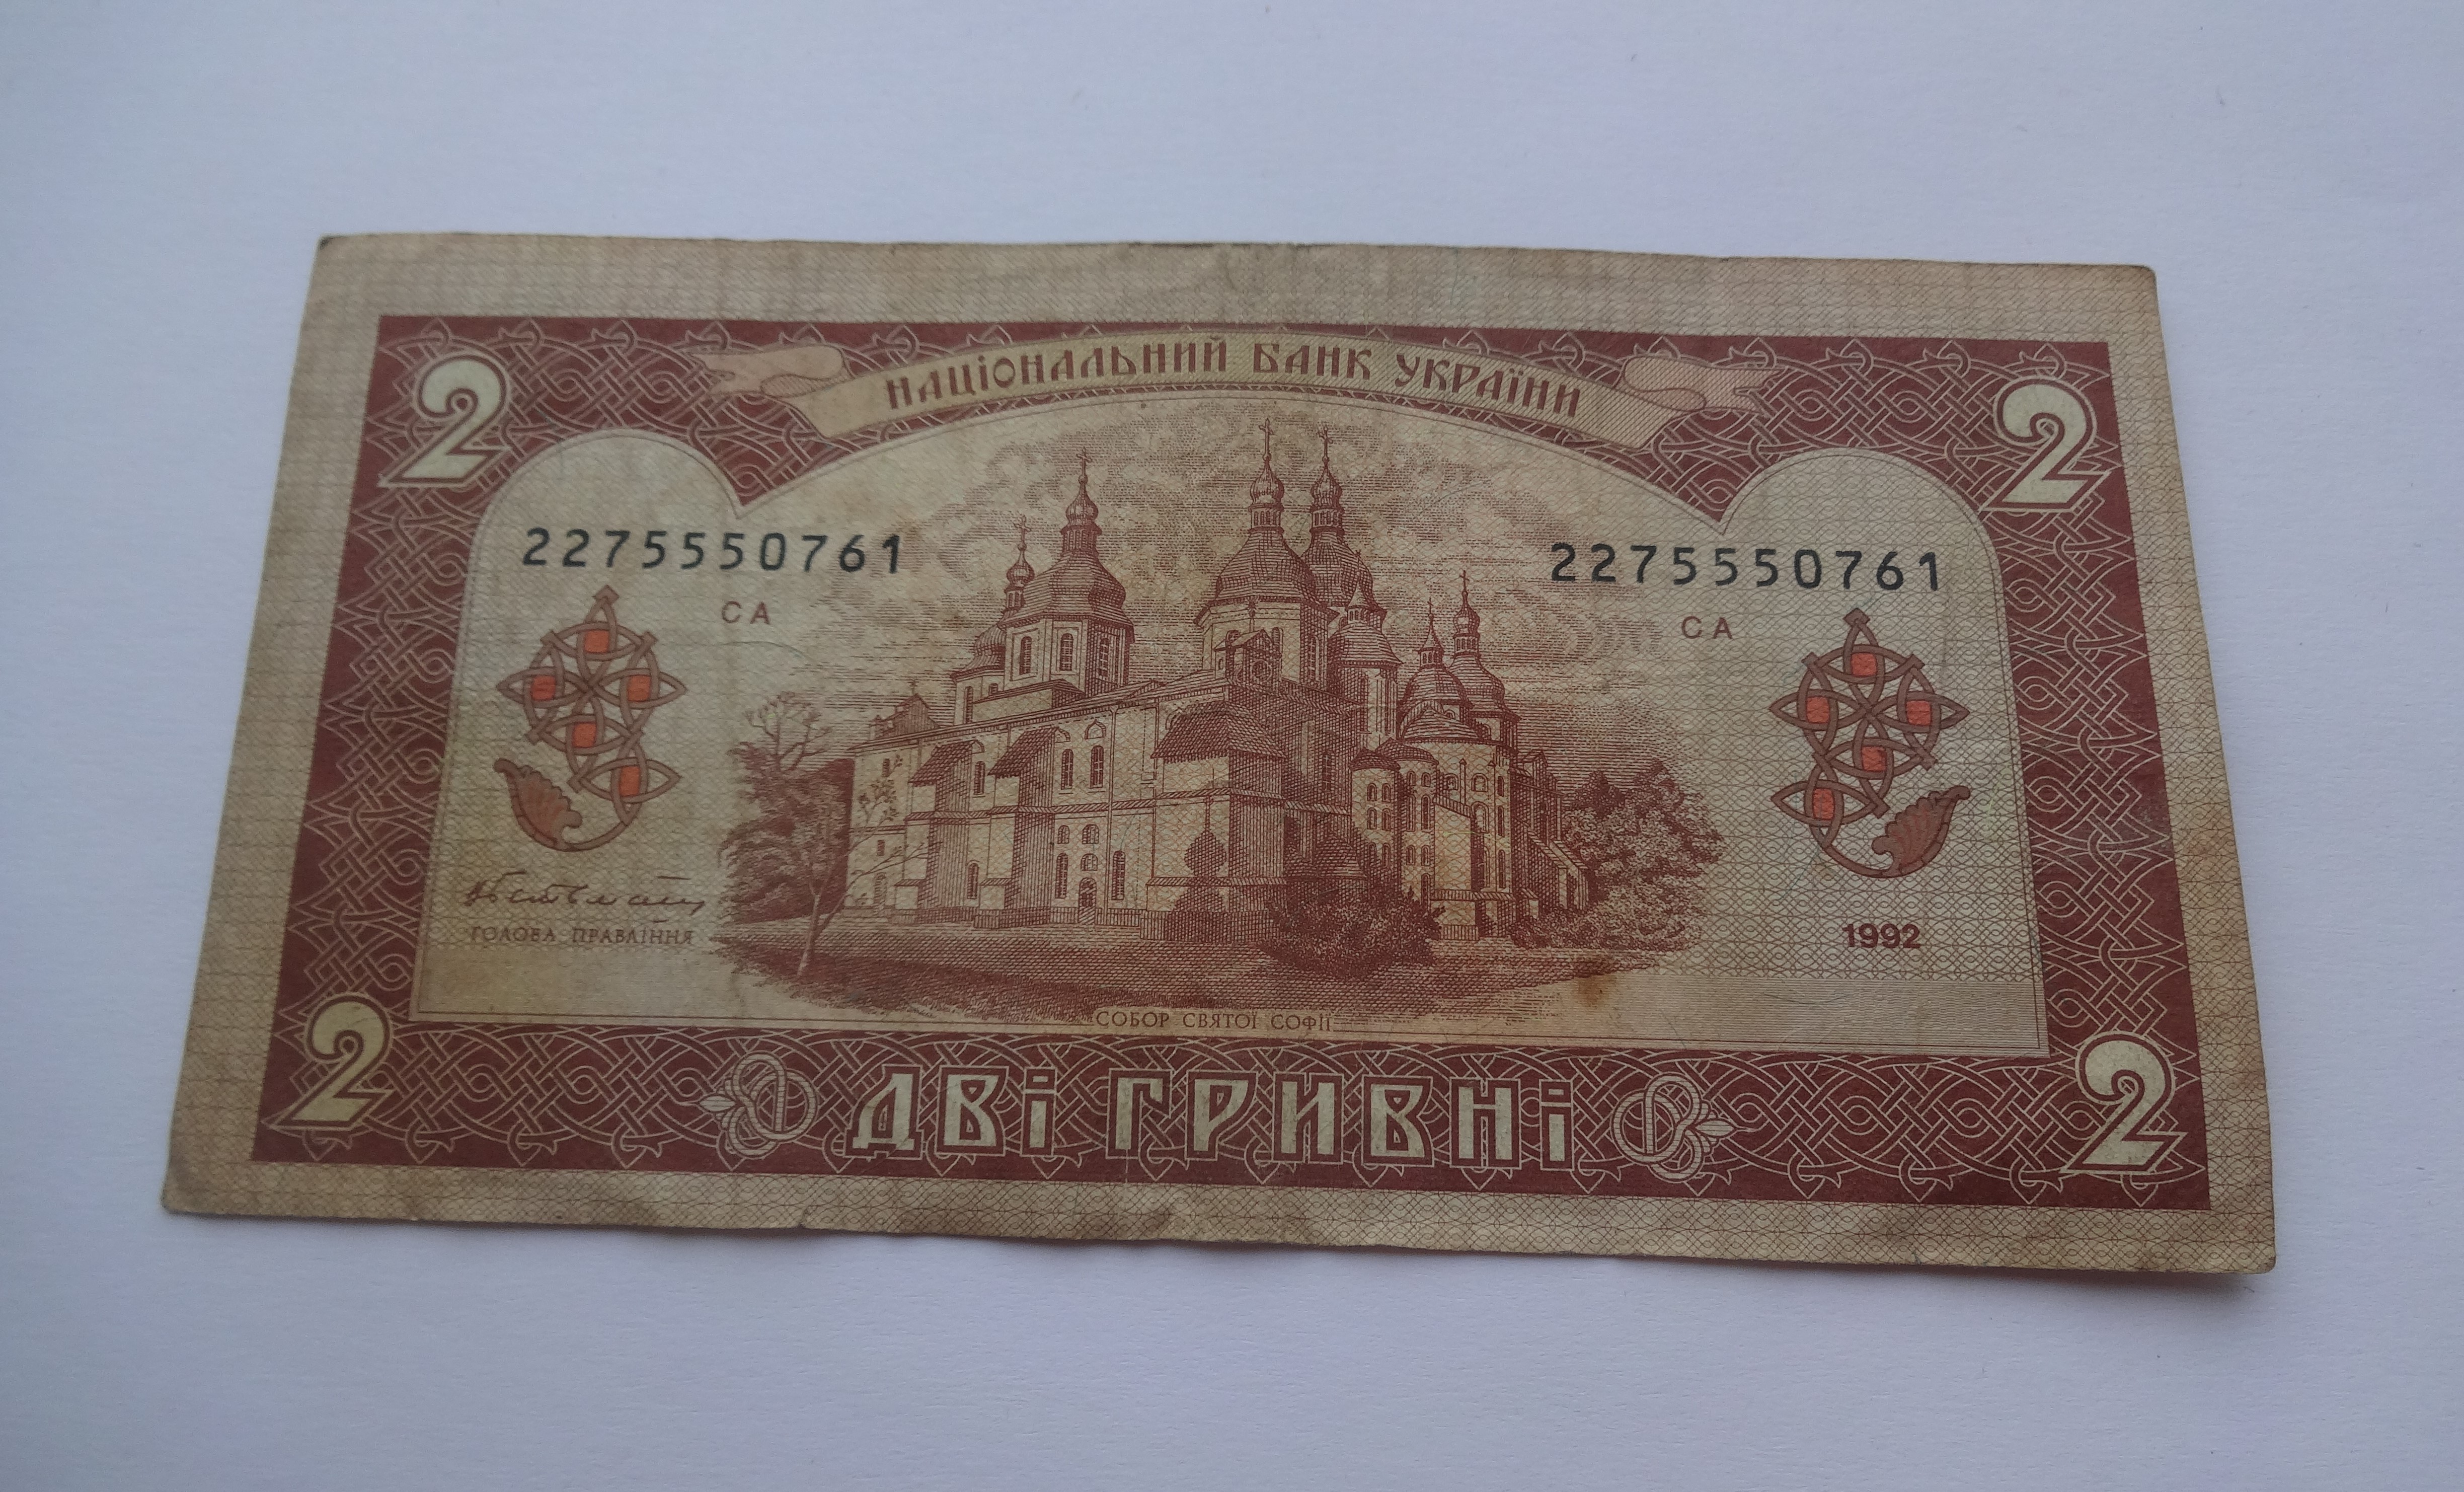 НАЦІОНАЛЬНИЙ БАНК УКРАЇНИ
2 2
2275550761 2275550761
СА СА
ГОЛОВА ПРАВЛІННЯ 1992
СОБОР СВЯТОЇ СОФІЇ
2 ДВІ ГРИВНІ 2